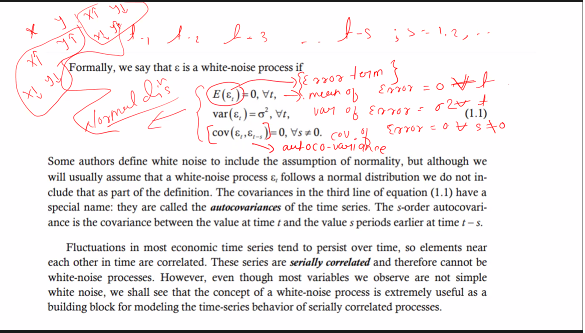 x y x↑ y↓
x↑ y↑ x↓ y↑ t-1 t-2 t-3 .. t-s ; s = 1, 2, ..
x↓ y↓
Formally, we say that ε is a white-noise process if
{Error term}
E(εₜ) = 0, ∀t, → mean of Error = 0 ∀ t
Normal dis var(εₜ) = σ², ∀t, var of Error = σ2 ∀ t (1.1)
[cov(εₜ, εₜ₋ₛ)] = 0, ∀s ≠ 0. cov. of Error = 0 ∀ s ≠ 0
→ autoco-variance
Some authors define white noise to include the assumption of normality, but although we
will usually assume that a white-noise process εₜ follows a normal distribution we do not in-
clude that as part of the definition. The covariances in the third line of equation (1.1) have a
special name: they are called the autocovariances of the time series. The s-order autocovari-
ance is the covariance between the value at time t and the value s periods earlier at time t – s.
Fluctuations in most economic time series tend to persist over time, so elements near
each other in time are correlated. These series are serially correlated and therefore cannot be
white-noise processes. However, even though most variables we observe are not simple
white noise, we shall see that the concept of a white-noise process is extremely useful as a
building block for modeling the time-series behavior of serially correlated processes.